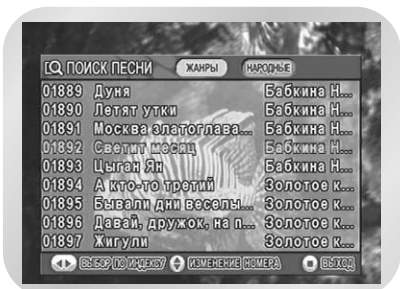 ПОИСК ПЕСНИ ЖАНРЫ НАРОДНЫЕ
01889 Дуня Бабкина Н...
01890 Летят утки Бабкина Н...
01891 Москва златоглава... Бабкина Н...
01892 Светит месяц Бабкина Н...
01893 Цыган Ян Бабкина Н...
01894 А кто-то третий Золотое к...
01895 Бывали дни веселы... Золотое к...
01896 Давай, дружок, на п... Золотое к...
01897 Жигули Золотое к...
ВЫБОР ПО ИНДЕКСУ ИЗМЕНЕНИЕ НОМЕРА ВЫХОД